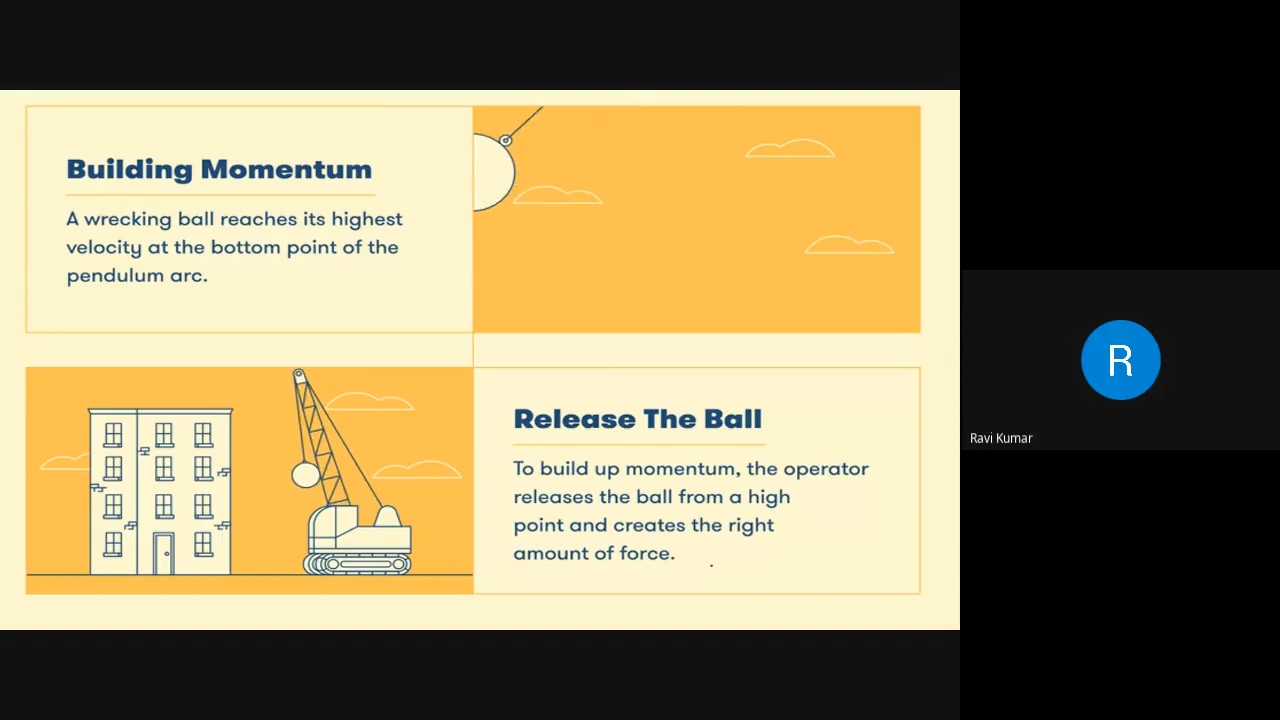 Building Momentum
A wrecking ball reaches its highest
velocity at the bottom point of the
pendulum arc.
Release The Ball
To build up momentum, the operator
releases the ball from a high
point and creates the right
amount of force.
R
Ravi Kumar